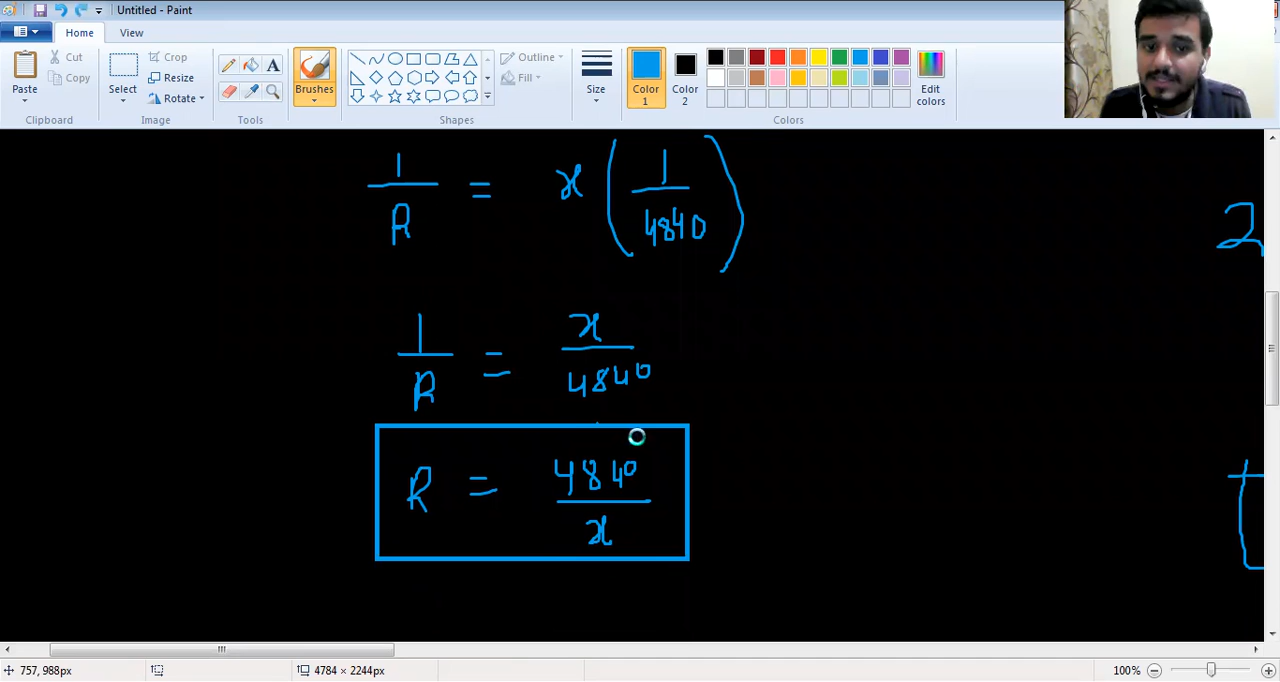 Untitled - Paint
Home View
Paste
Cut
Copy
Clipboard
Select
Crop
Resize
Rotate
Image
A
Tools
Brushes
Outline
Fill
Shapes
Size
Color 1
Color 2
Edit colors
Colors
1/R = x(1/4840)
2
1/R = x/4840
R = 4840/x
757, 988px
4784 × 2244px
100%